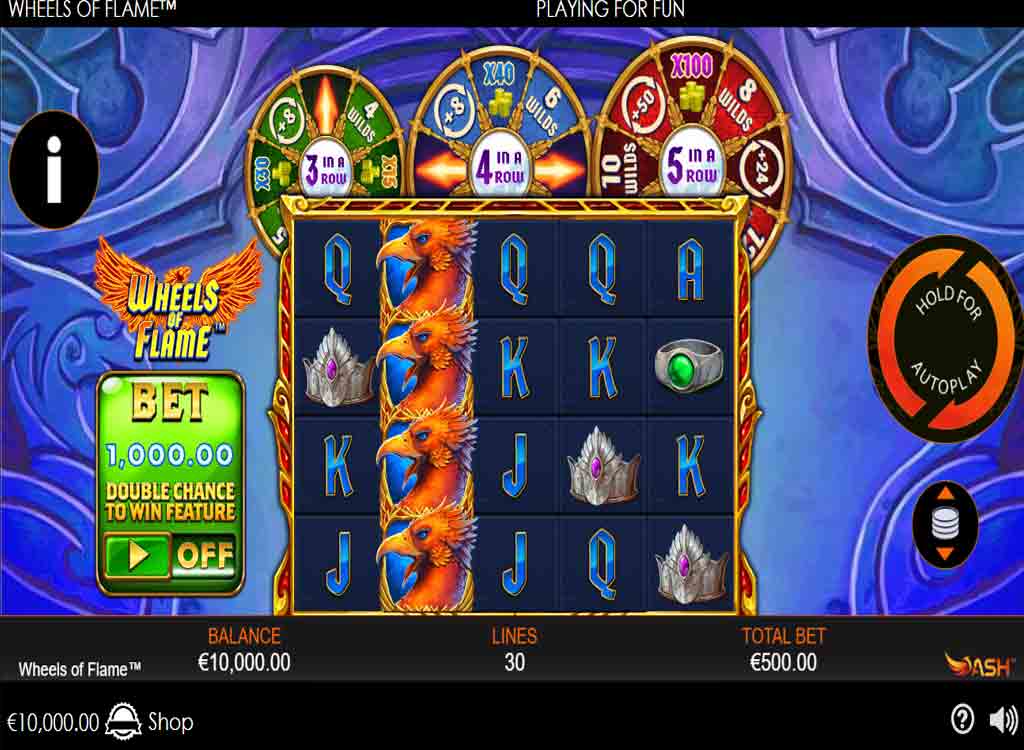 WHEELS OF FLAME™
PLAYING FOR FUN
+8
4 WILDS
X30
X15
5
3 IN A ROW
+8
X40
6 WILDS
4 IN A ROW
+50
X100
8 WILDS
10 WILDS
+24
5 IN A ROW
i
Q Q Q A
K K
K J K
J J Q
WHEELS
OF
FLAME™
BET
1,000.00
DOUBLE CHANCE
TO WIN FEATURE
OFF
HOLD FOR
AUTOPLAY
BALANCE
€10,000.00
LINES
30
TOTAL BET
€500.00
Wheels of Flame™
DASH™
€10,000.00 Shop
?